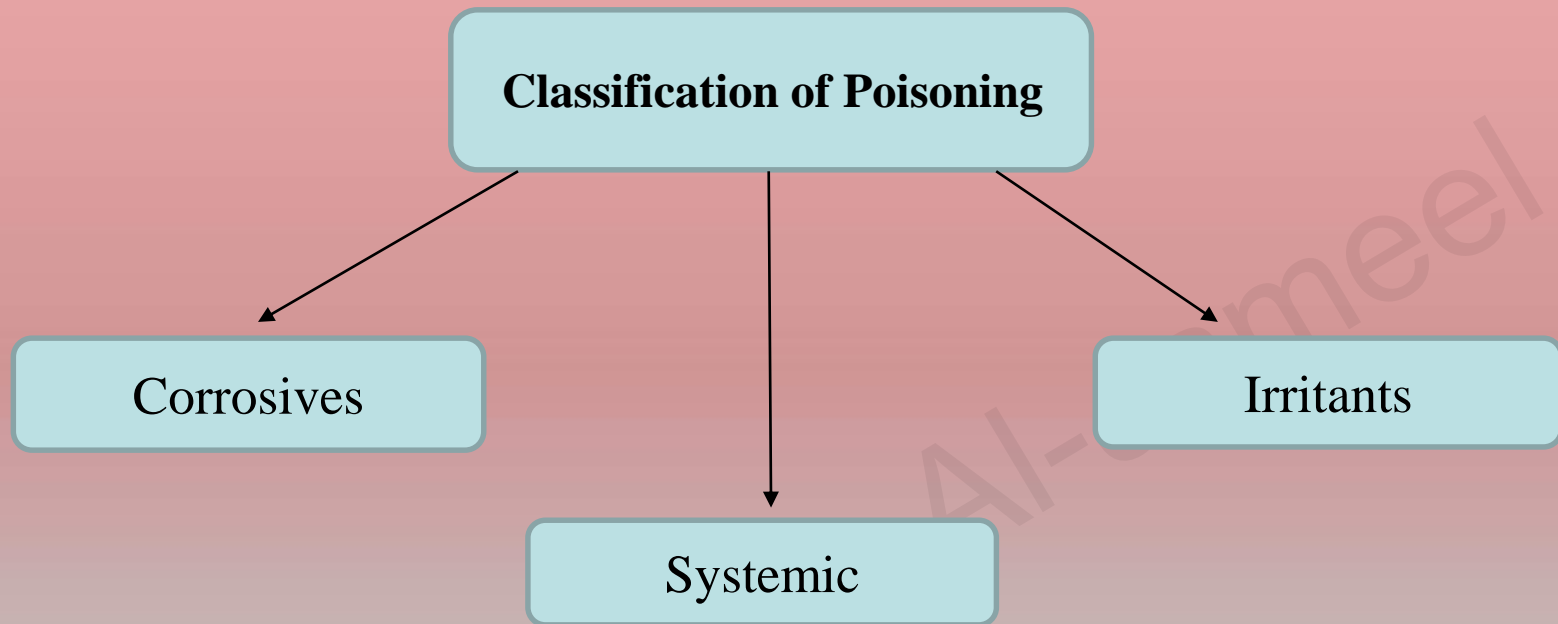 Classification of Poisoning
Corrosives
Irritants
Systemic